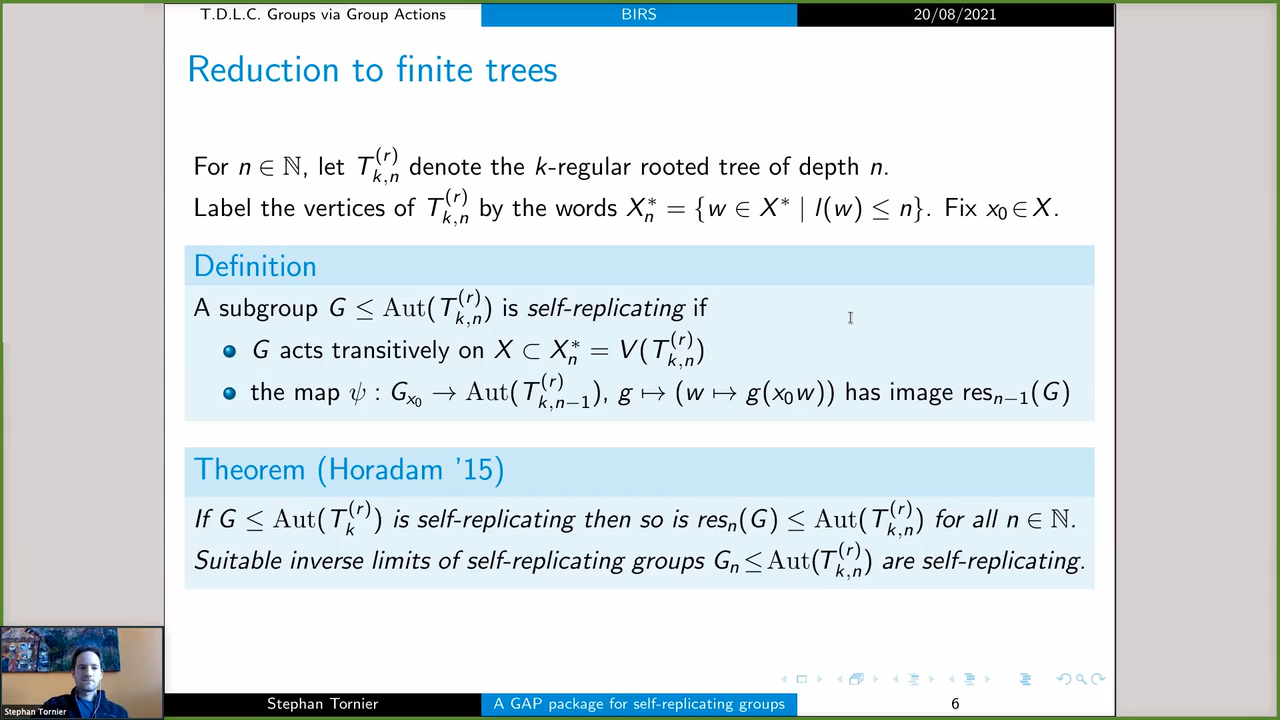 T.D.L.C. Groups via Group Actions BIRS 20/08/2021
Reduction to finite trees
For n ∈ ℕ, let T_{k,n}^{(r)} denote the k-regular rooted tree of depth n.
Label the vertices of T_{k,n}^{(r)} by the words X_n^* = {w ∈ X^* | l(w) ≤ n}. Fix x_0 ∈ X.
Definition
A subgroup G ≤ Aut(T_{k,n}^{(r)}) is self-replicating if
G acts transitively on X ⊂ X_n^* = V(T_{k,n}^{(r)})
the map ψ : G_{x_0} → Aut(T_{k,n−1}^{(r)}), g ↦ (w ↦ g(x_0w)) has image res_{n−1}(G)
Theorem (Horadam '15)
If G ≤ Aut(T_k^{(r)}) is self-replicating then so is res_n(G) ≤ Aut(T_{k,n}^{(r)}) for all n ∈ ℕ.
Suitable inverse limits of self-replicating groups G_n ≤ Aut(T_{k,n}^{(r)}) are self-replicating.
Stephan Tornier
Stephan Tornier A GAP package for self-replicating groups 6